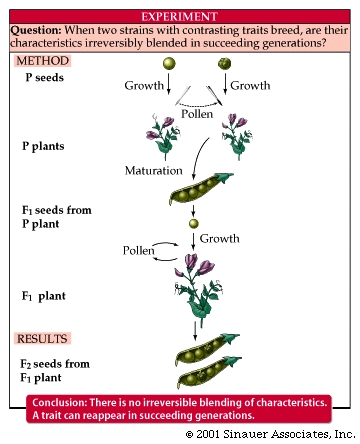 EXPERIMENT
Question: When two strains with contrasting traits breed, are their
characteristics irreversibly blended in succeeding generations?
METHOD
P seeds
Growth
Growth
Pollen
P plants
Maturation
F1 seeds from
P plant
Growth
Pollen
F1 plant
RESULTS
F2 seeds from
F1 plant
Conclusion: There is no irreversible blending of characteristics.
A trait can reappear in succeeding generations.
© 2001 Sinauer Associates, Inc.